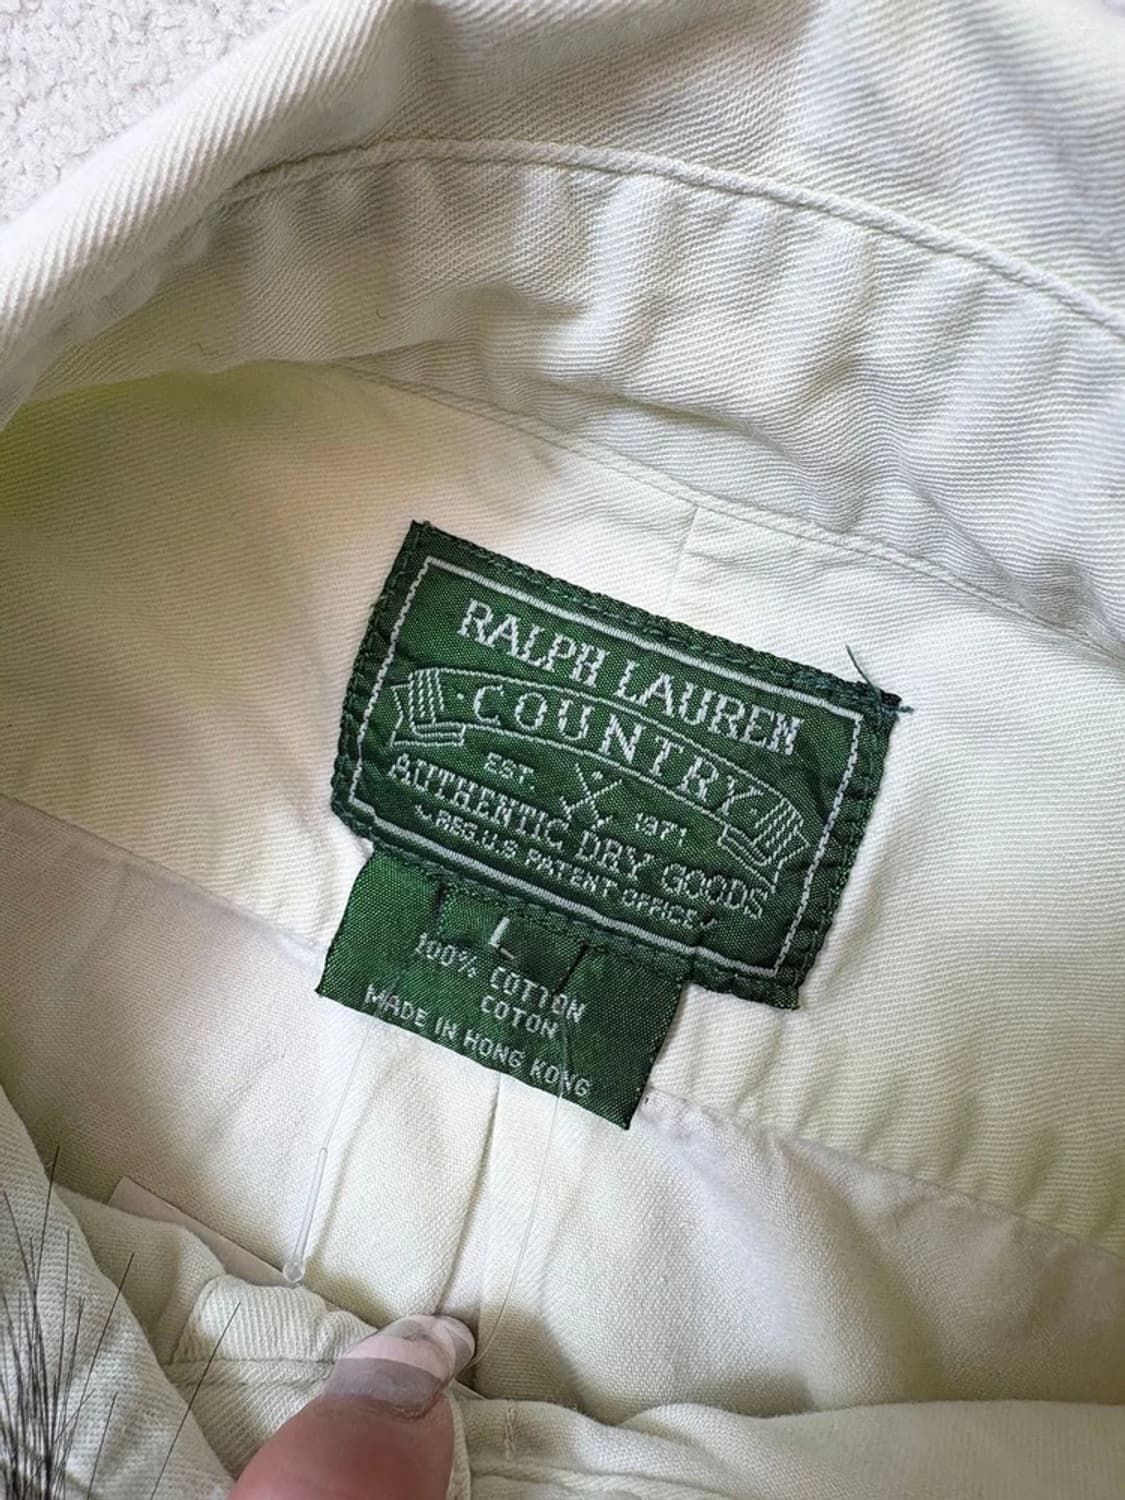 RALPH LAUREN
COUNTRY
EST. 1971
AUTHENTIC DRY GOODS
REG.U.S PATENT OFFICE
L
100% COTTON
COTON
MADE IN HONG KONG